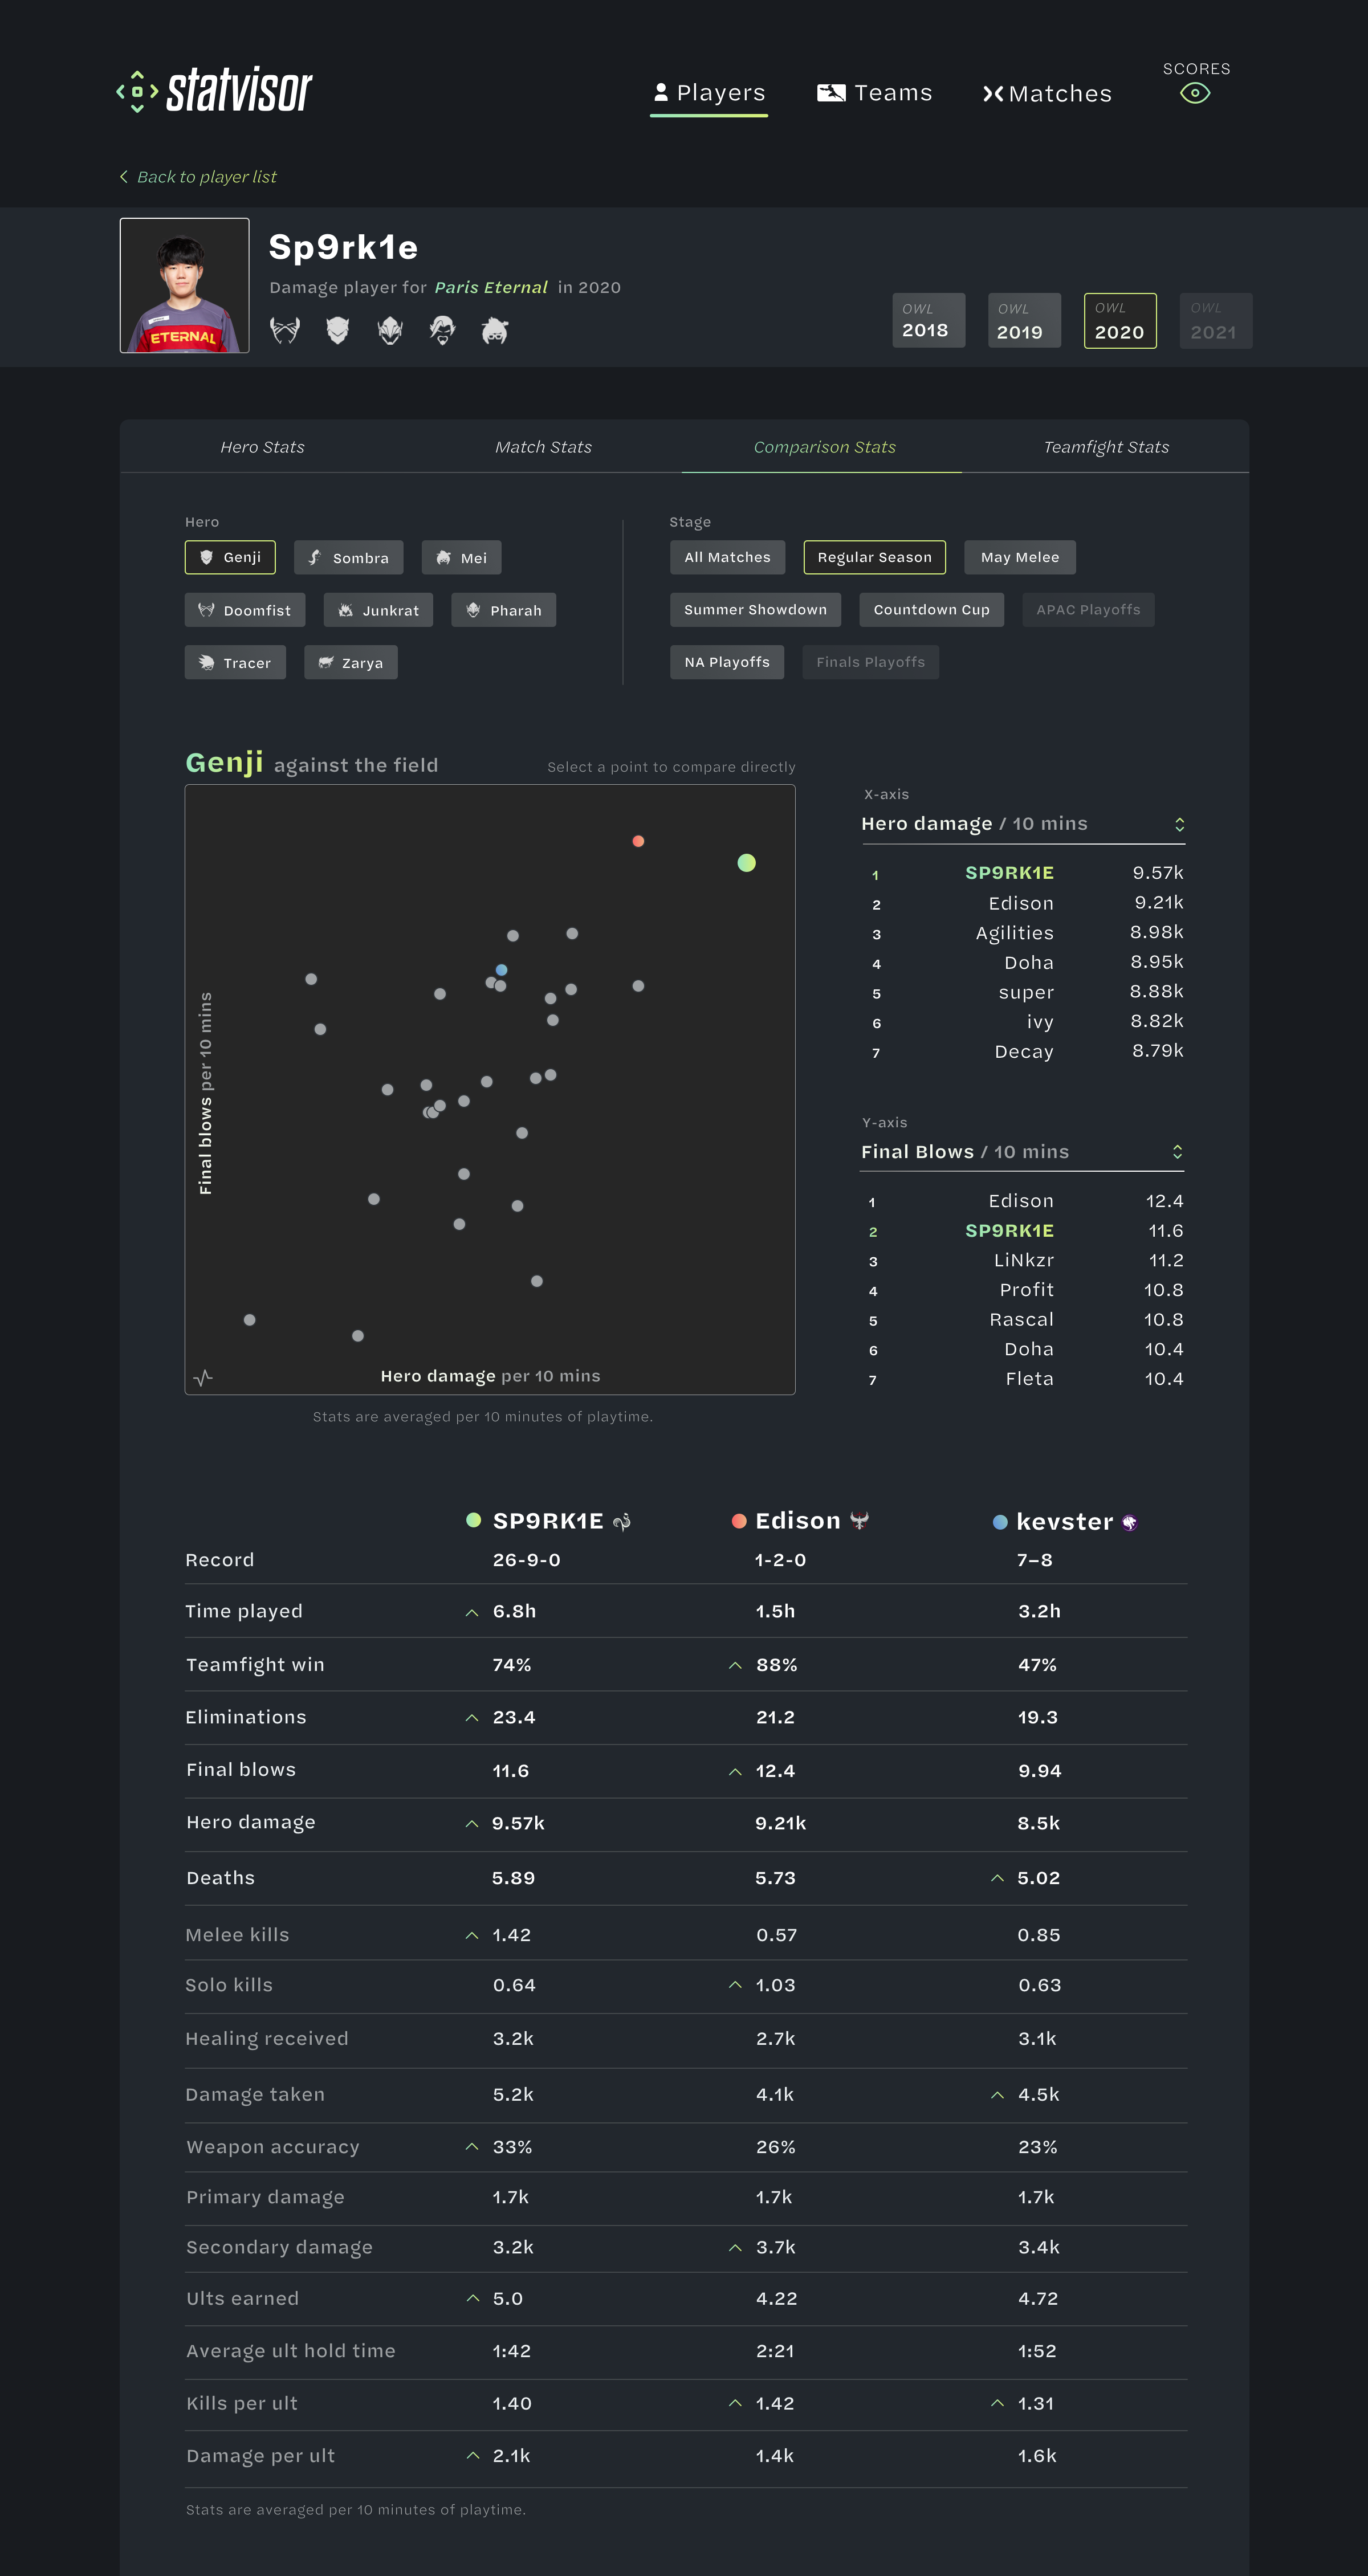 statvisor
Players
Teams
Matches
SCORES
Back to player list
Sp9rk1e
Damage player for Paris Eternal in 2020
ETERNAL
OWL
2018
OWL
2019
OWL
2020
OWL
2021
Hero Stats
Match Stats
Comparison Stats
Teamfight Stats
Hero
Genji
Sombra
Mei
Doomfist
Junkrat
Pharah
Tracer
Zarya
Stage
All Matches
Regular Season
May Melee
Summer Showdown
Countdown Cup
APAC Playoffs
NA Playoffs
Finals Playoffs
Genji against the field
Select a point to compare directly
Final blows per 10 mins
Hero damage per 10 mins
Stats are averaged per 10 minutes of playtime.
X-axis
Hero damage / 10 mins
1 SP9RK1E 9.57k
2 Edison 9.21k
3 Agilities 8.98k
4 Doha 8.95k
5 super 8.88k
6 ivy 8.82k
7 Decay 8.79k
Y-axis
Final Blows / 10 mins
1 Edison 12.4
2 SP9RK1E 11.6
3 LiNkzr 11.2
4 Profit 10.8
5 Rascal 10.8
6 Doha 10.4
7 Fleta 10.4
SP9RK1E Edison kevster
Record 26-9-0 1-2-0 7–8
Time played 6.8h 1.5h 3.2h
Teamfight win 74% 88% 47%
Eliminations 23.4 21.2 19.3
Final blows 11.6 12.4 9.94
Hero damage 9.57k 9.21k 8.5k
Deaths 5.89 5.73 5.02
Melee kills 1.42 0.57 0.85
Solo kills 0.64 1.03 0.63
Healing received 3.2k 2.7k 3.1k
Damage taken 5.2k 4.1k 4.5k
Weapon accuracy 33% 26% 23%
Primary damage 1.7k 1.7k 1.7k
Secondary damage 3.2k 3.7k 3.4k
Ults earned 5.0 4.22 4.72
Average ult hold time 1:42 2:21 1:52
Kills per ult 1.40 1.42 1.31
Damage per ult 2.1k 1.4k 1.6k
Stats are averaged per 10 minutes of playtime.